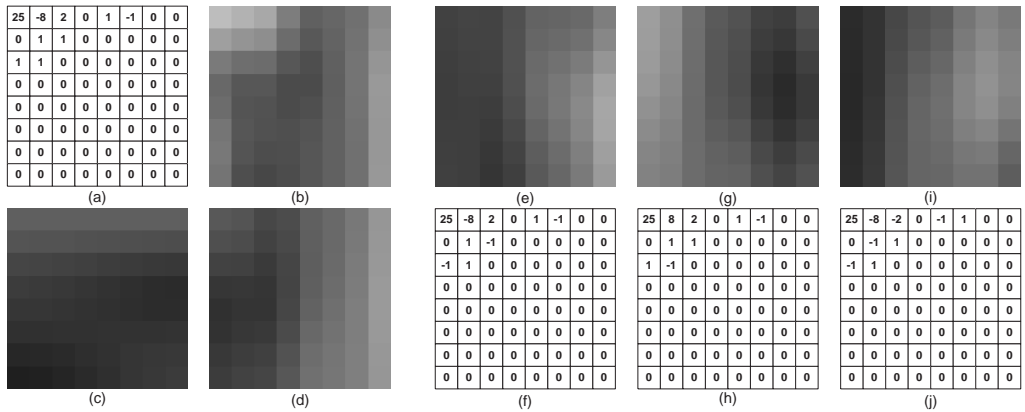 25 -8 2 0 1 -1 0 0
0 1 1 0 0 0 0 0
1 1 0 0 0 0 0 0
0 0 0 0 0 0 0 0
0 0 0 0 0 0 0 0
0 0 0 0 0 0 0 0
0 0 0 0 0 0 0 0
0 0 0 0 0 0 0 0
(a)
(b)
(e)
(g)
(i)
(c)
(d)
25 -8 2 0 1 -1 0 0
0 1 -1 0 0 0 0 0
-1 1 0 0 0 0 0 0
0 0 0 0 0 0 0 0
0 0 0 0 0 0 0 0
0 0 0 0 0 0 0 0
0 0 0 0 0 0 0 0
0 0 0 0 0 0 0 0
(f)
25 8 2 0 1 -1 0 0
0 1 1 0 0 0 0 0
1 -1 0 0 0 0 0 0
0 0 0 0 0 0 0 0
0 0 0 0 0 0 0 0
0 0 0 0 0 0 0 0
0 0 0 0 0 0 0 0
0 0 0 0 0 0 0 0
(h)
25 -8 -2 0 -1 1 0 0
0 -1 1 0 0 0 0 0
-1 1 0 0 0 0 0 0
0 0 0 0 0 0 0 0
0 0 0 0 0 0 0 0
0 0 0 0 0 0 0 0
0 0 0 0 0 0 0 0
0 0 0 0 0 0 0 0
(j)